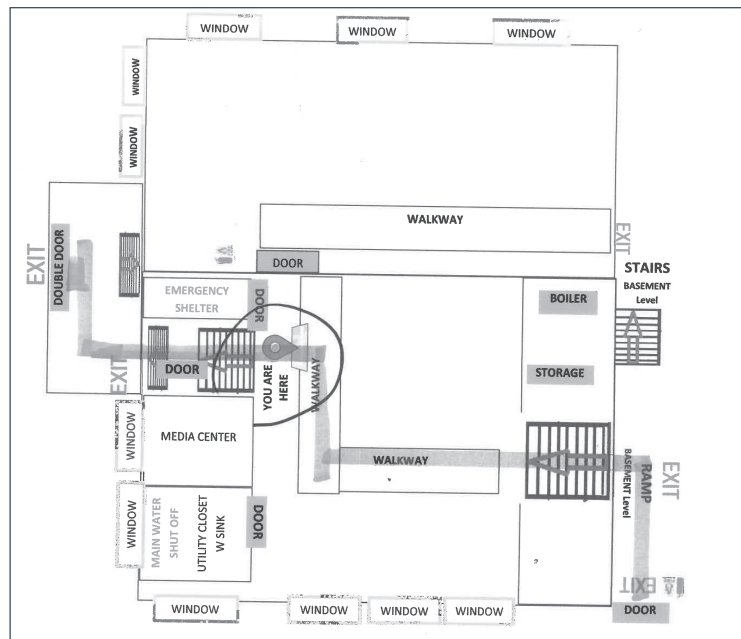 WINDOW
WINDOW
WINDOW
WINDOW
WINDOW
WALKWAY
EXIT
DOOR
STAIRS
BASEMENT
Level
EXIT
DOUBLE DOOR
EMERGENCY
SHELTER
DOOR
BOILER
STORAGE
EXIT
DOOR
YOU ARE
HERE
WALKWAY
WINDOW
MEDIA CENTER
WALKWAY
BASEMENT Level
RAMP
EXIT
WINDOW
MAIN WATER
SHUT OFF
UTILITY CLOSET
W SINK
DOOR
EXIT
DOOR
WINDOW
WINDOW
WINDOW
WINDOW